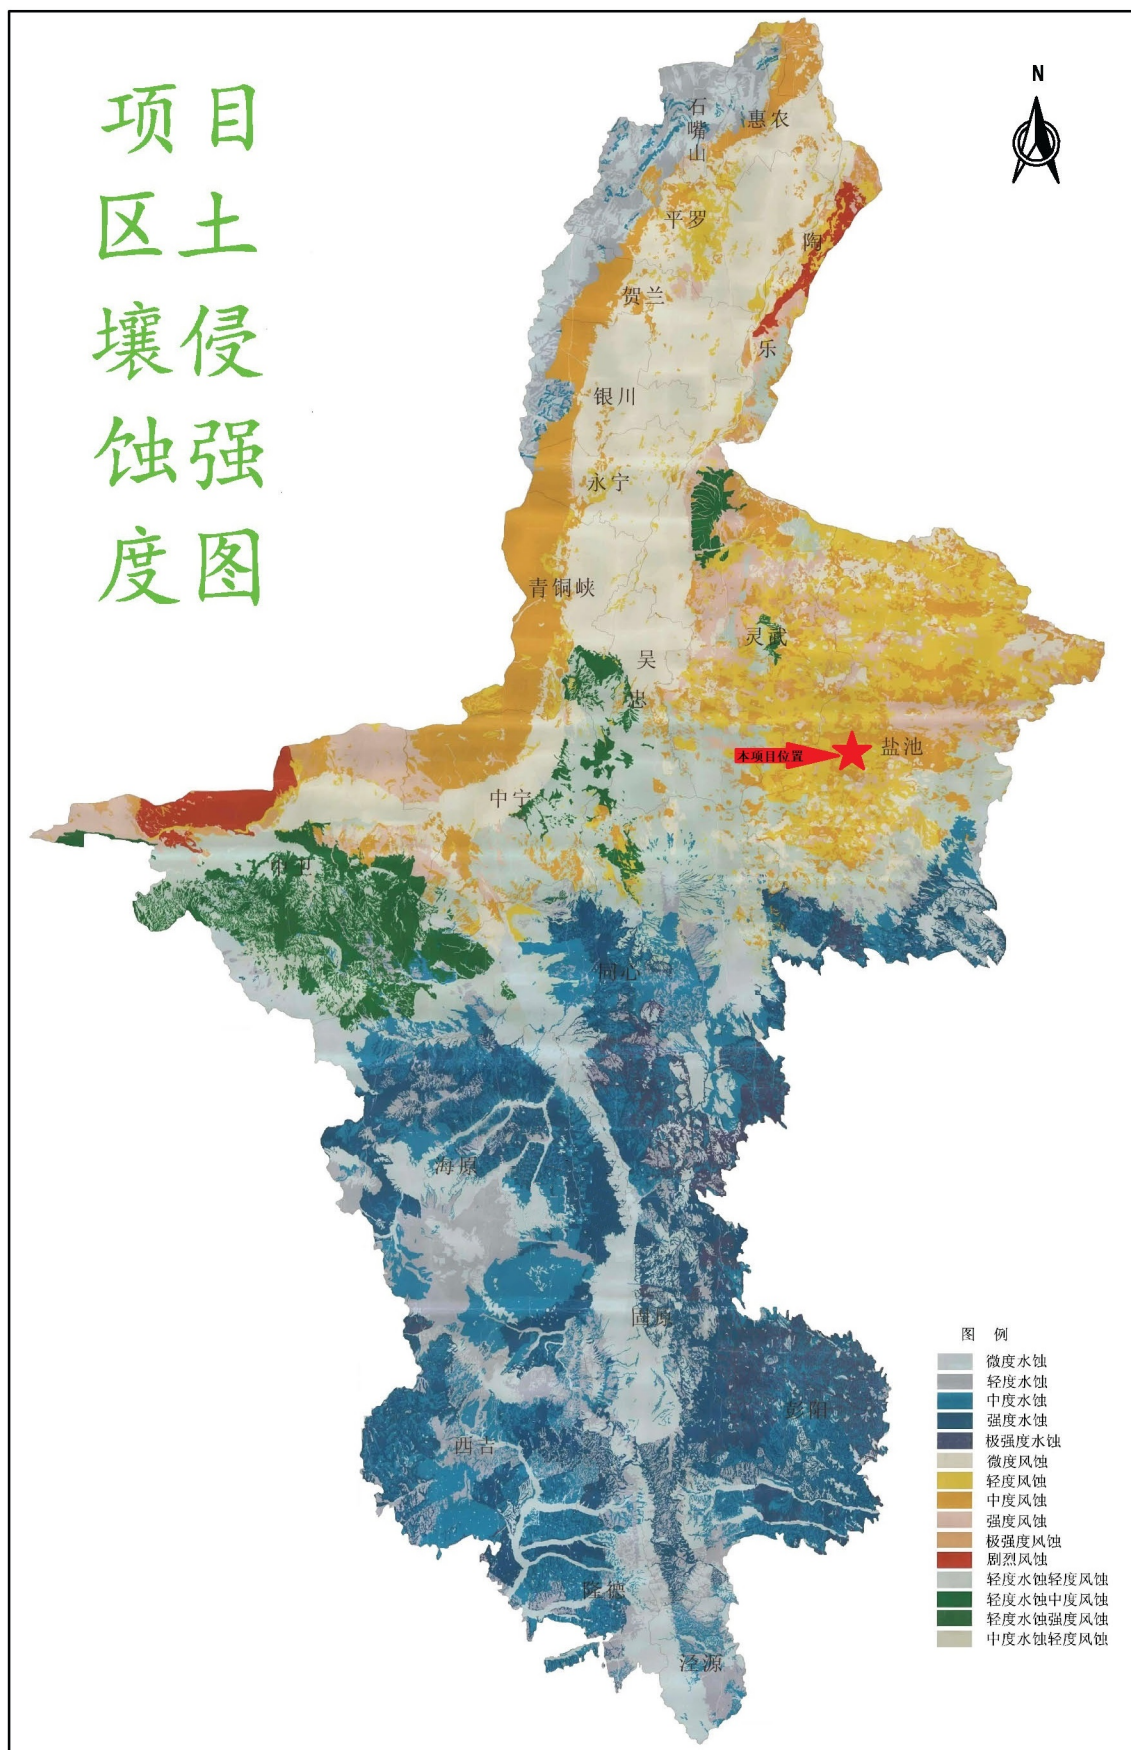 项目
区土
壤侵
蚀强
度图
N
石嘴山
惠农
平罗
陶乐
贺兰
银川
永宁
青铜峡
灵武
吴忠
盐池
本项目位置
中宁
中卫
同心
海原
固原
彭阳
西吉
隆德
泾源
图 例
微度水蚀
轻度水蚀
中度水蚀
强度水蚀
极强度水蚀
微度风蚀
轻度风蚀
中度风蚀
强度风蚀
极强度风蚀
剧烈风蚀
轻度水蚀轻度风蚀
轻度水蚀中度风蚀
轻度水蚀强度风蚀
中度水蚀轻度风蚀